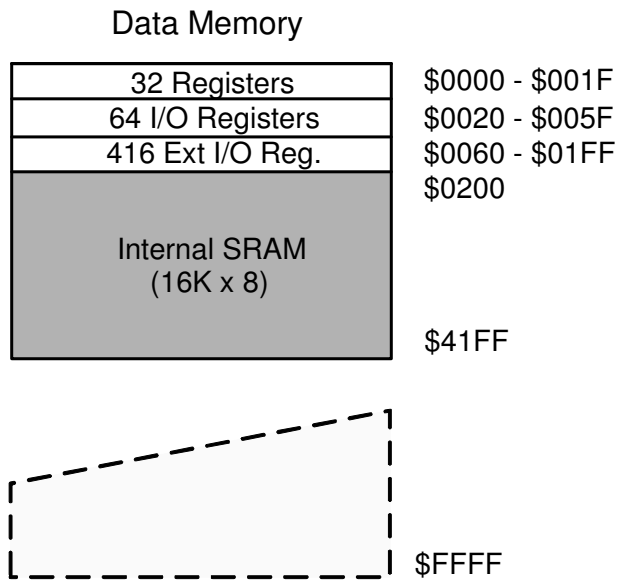 Data Memory
32 Registers $0000 - $001F
64 I/O Registers $0020 - $005F
416 Ext I/O Reg. $0060 - $01FF
$0200
Internal SRAM
(16K x 8)
$41FF
$FFFF